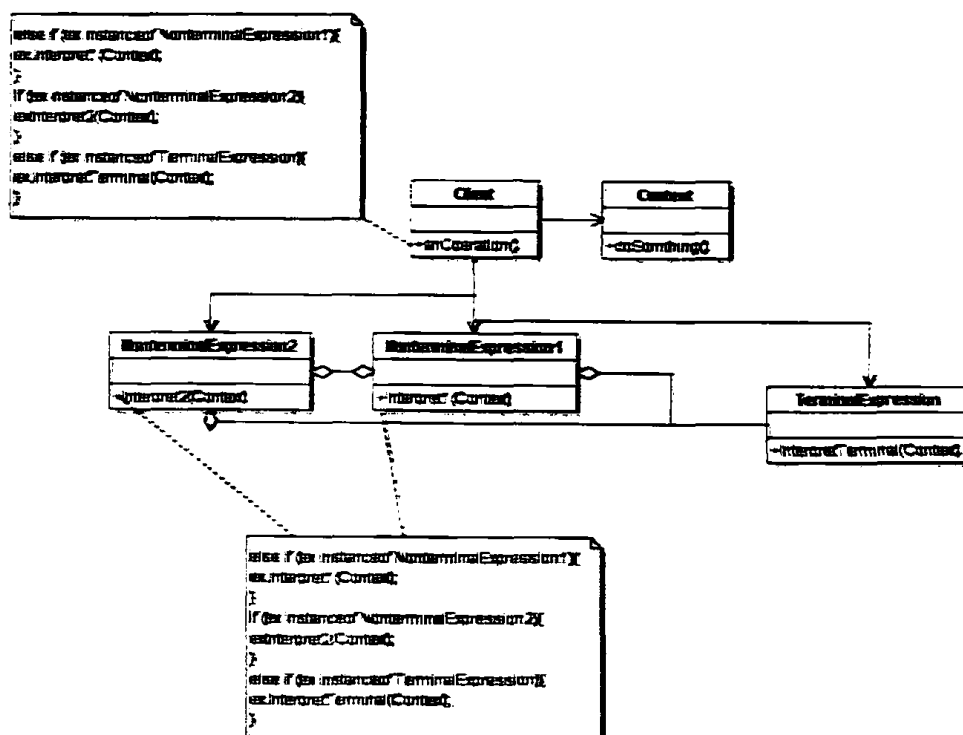 else if (ex instanceof NonterminalExpression1){
ex.interpret1(Context);
}
if (ex instanceof NonterminalExpression2){
ex.interpret2(Context);
}
else if (ex instanceof TerminalExpression){
ex.interpretTerminal(Context);
}
Client
+anOperation();
Context
+doSomthing();
NonterminalExpression2
+interpret2(Context)
NonterminalExpression1
+interpret1(Context)
TerminalExpression
+interpretTerminal(Context)
else if (ex instanceof NonterminalExpression1){
ex.interpret1(Context);
}
if (ex instanceof NonterminalExpression2){
ex.interpret2(Context);
}
else if (ex instanceof TerminalExpression){
ex.interpretTerminal(Context);
}